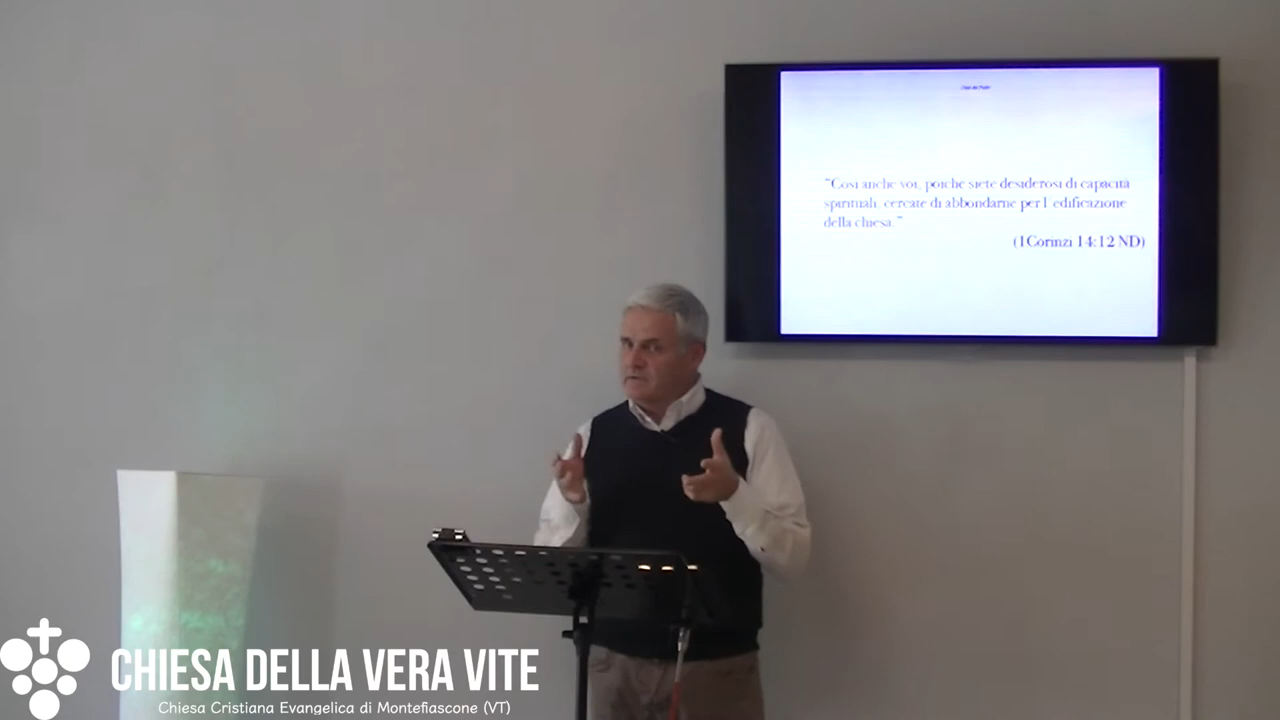 "Così anche voi, poiché siete desiderosi di capacità
spirituali, cercate di abbondarne per l'edificazione
della chiesa."
(1Corinzi 14:12 ND)
CHIESA DELLA VERA VITE
Chiesa Cristiana Evangelica di Montefiascone (VT)